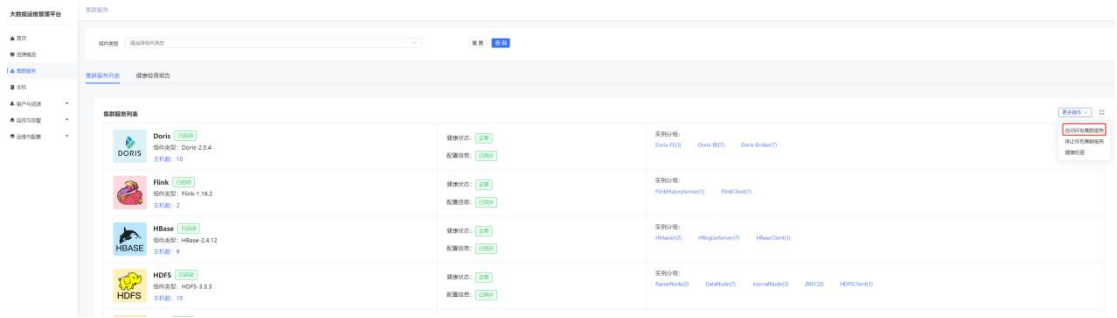 大数据运维管理平台
集群服务
首页
资源概览
集群服务
主机
租户与资源
监控与告警
运维与配置
组件类型 请选择组件类型
重置 查询
集群服务列表 健康检查报告
集群服务列表
更多操作
启动所有集群服务
停止所有集群服务
健康检查
DORIS
Doris 已启动
组件类型: Doris-2.0.4
主机数: 10
健康状态: 正常
配置信息: 已同步
实例分组:
Doris-FE(3) Doris-BE(7) Doris-Broker(7)
Flink 已启动
组件类型: Flink-1.16.2
主机数: 2
健康状态: 正常
配置信息: 已同步
实例分组:
FlinkHistoryServer(1) FlinkClient(1)
HBASE
HBase 已启动
组件类型: HBase-2.4.12
主机数: 9
健康状态: 正常
配置信息: 已同步
实例分组:
HMaster(2) HRegionServer(7) HBaseClient(1)
HDFS
HDFS 已启动
组件类型: HDFS-3.3.3
主机数: 10
健康状态: 正常
配置信息: 已同步
实例分组:
NameNode(2) DataNode(7) JournalNode(3) ZKFC(2) HDFSClient(1)